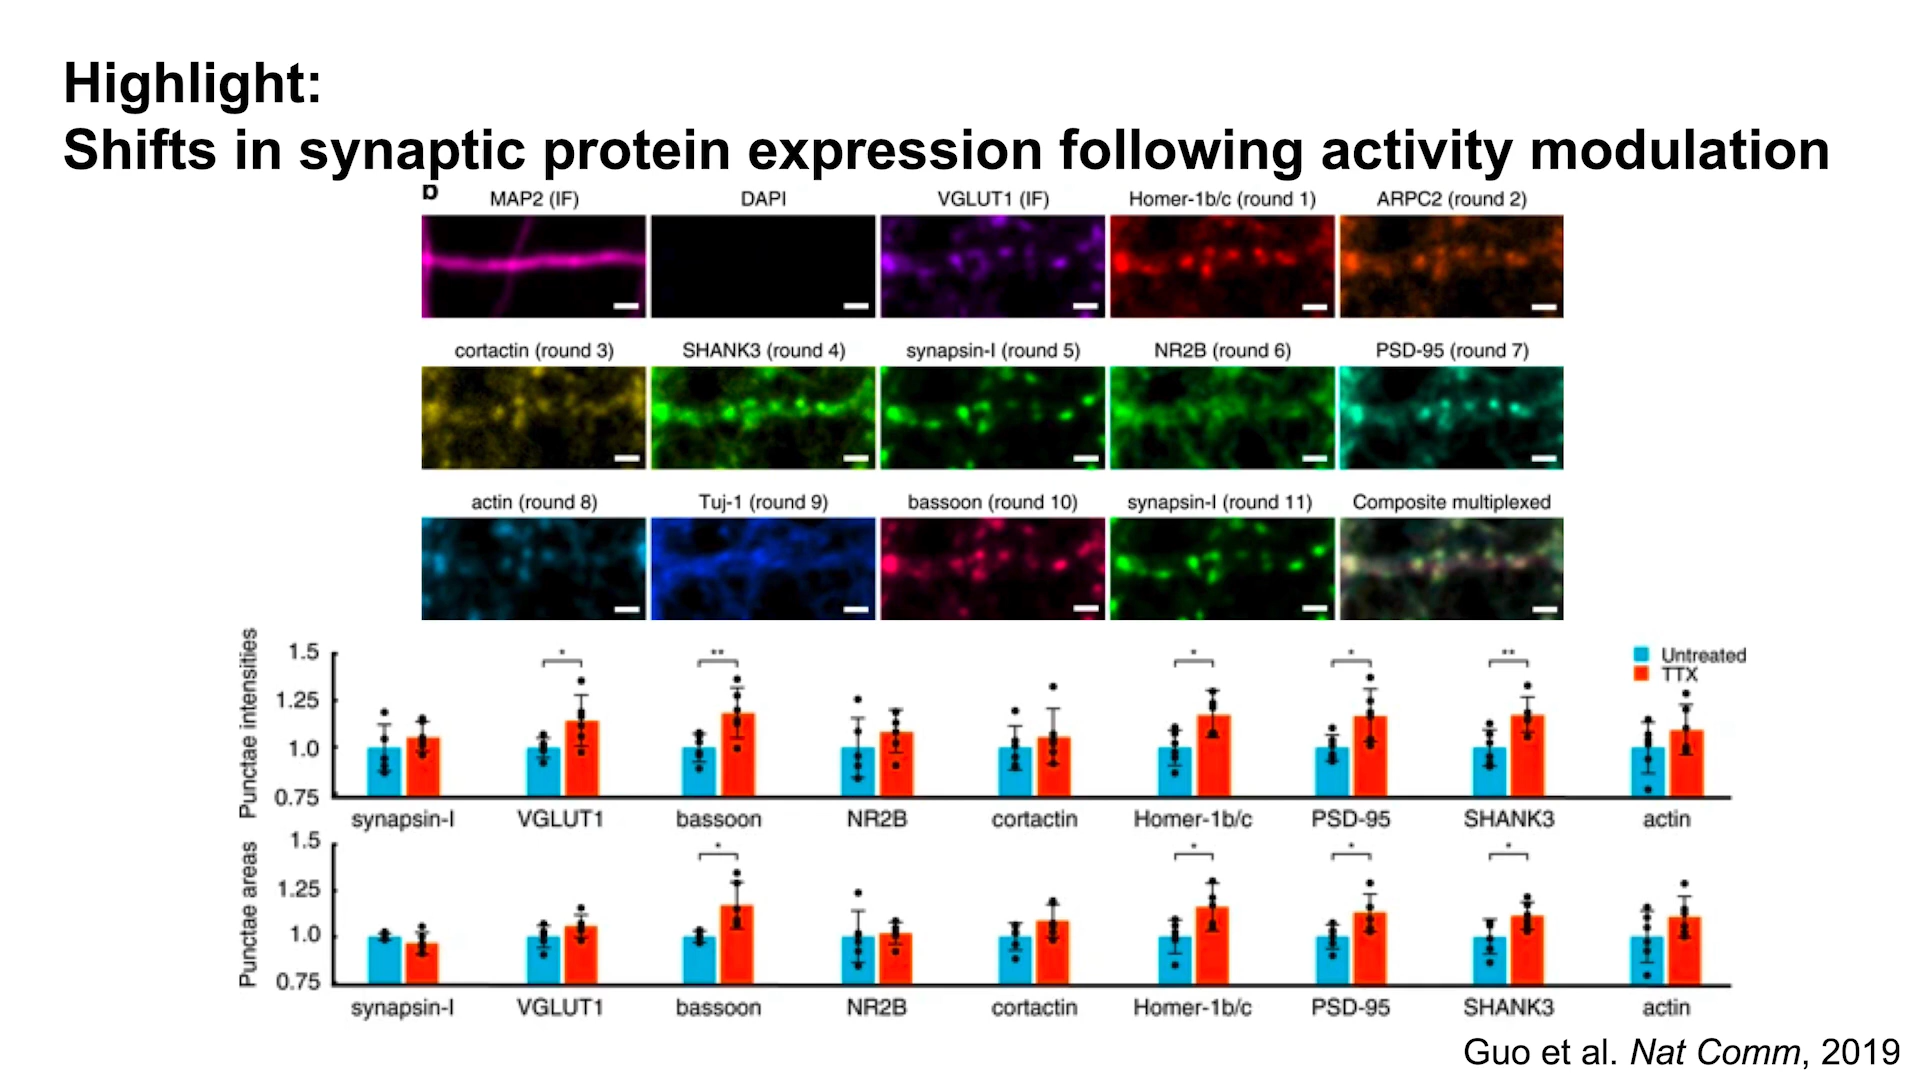 Highlight:
Shifts in synaptic protein expression following activity modulation
b
MAP2 (IF) DAPI VGLUT1 (IF) Homer-1b/c (round 1) ARPC2 (round 2)
cortactin (round 3) SHANK3 (round 4) synapsin-I (round 5) NR2B (round 6) PSD-95 (round 7)
actin (round 8) Tuj-1 (round 9) bassoon (round 10) synapsin-I (round 11) Composite multiplexed
Punctae intensities
1.5
1.25
1.0
0.75
* ** * * **
Untreated
TTX
synapsin-I VGLUT1 bassoon NR2B cortactin Homer-1b/c PSD-95 SHANK3 actin
Punctae areas
1.5
1.25
1.0
0.75
* * * *
synapsin-I VGLUT1 bassoon NR2B cortactin Homer-1b/c PSD-95 SHANK3 actin
Guo et al. Nat Comm, 2019